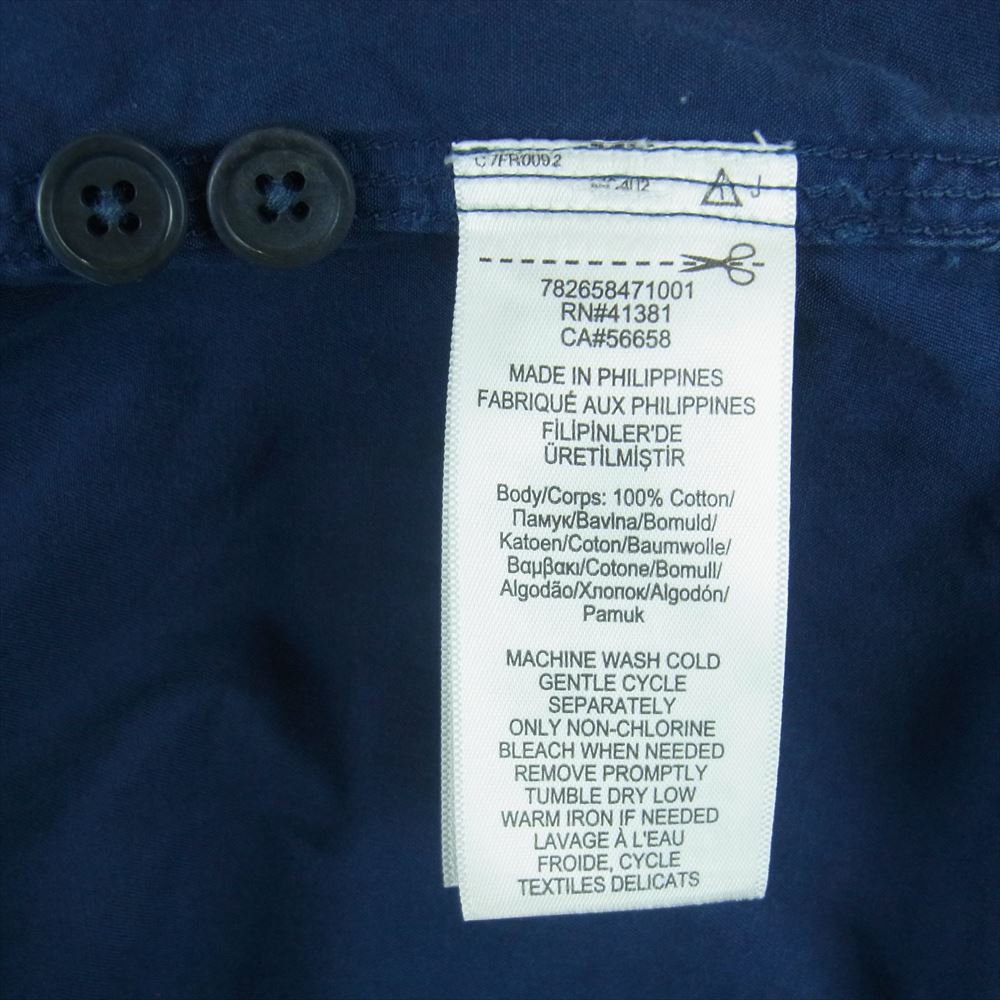 782658471001
RN#41381
CA#56658
MADE IN PHILIPPINES
FABRIQUÉ AUX PHILIPPINES
FİLİPİNLER'DE
ÜRETİLMİŞTİR
Body/Corps: 100% Cotton/
Памук/Bavlna/Bomuld/
Katoen/Coton/Baumwolle/
Βαμβακι/Cotone/Bomull/
Algodão/Хлопок/Algodón/
Pamuk
MACHINE WASH COLD
GENTLE CYCLE
SEPARATELY
ONLY NON-CHLORINE
BLEACH WHEN NEEDED
REMOVE PROMPTLY
TUMBLE DRY LOW
WARM IRON IF NEEDED
LAVAGE À L'EAU
FROIDE, CYCLE
TEXTILES DELICATS